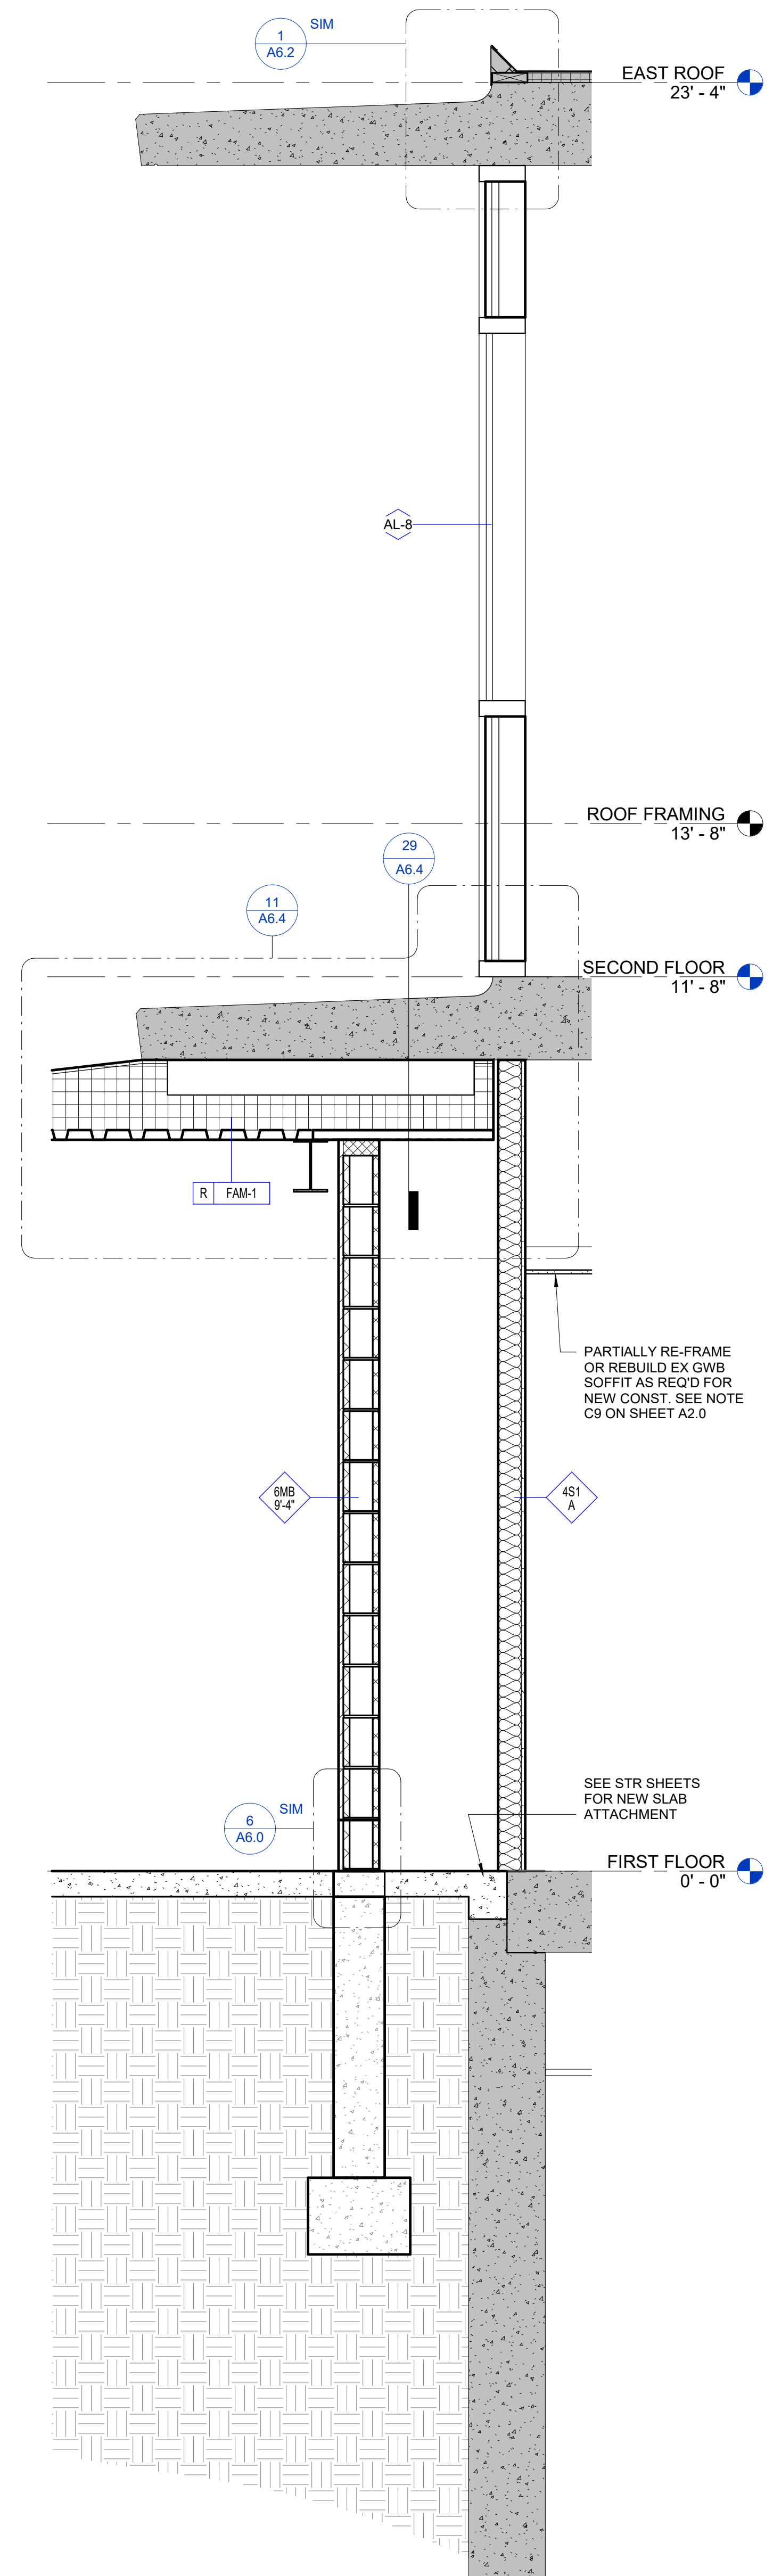 SIM
1
A6.2
EAST ROOF
23' - 4"
AL-8
ROOF FRAMING
13' - 8"
29
A6.4
11
A6.4
SECOND FLOOR
11' - 8"
R FAM-1
PARTIALLY RE-FRAME
OR REBUILD EX GWB
SOFFIT AS REQ'D FOR
NEW CONST. SEE NOTE
C9 ON SHEET A2.0
6MB
9'-4"
4S1
A
SEE STR SHEETS
FOR NEW SLAB
ATTACHMENT
SIM
6
A6.0
FIRST FLOOR
0' - 0"